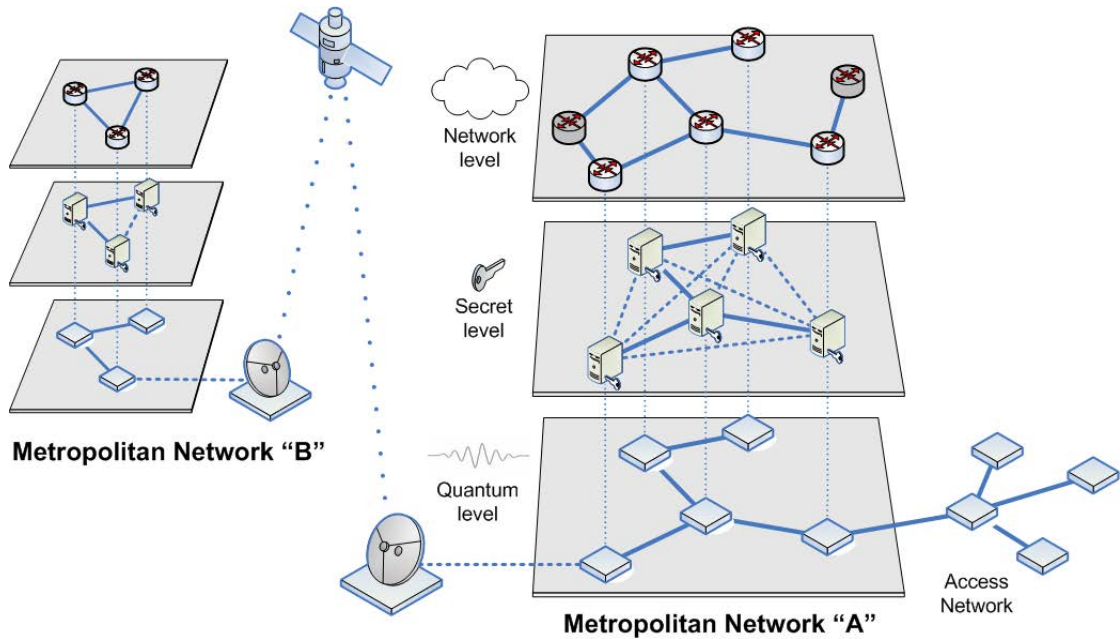 Network
level
Secret
level
Metropolitan Network “B”
Quantum
level
Access
Network
Metropolitan Network “A”